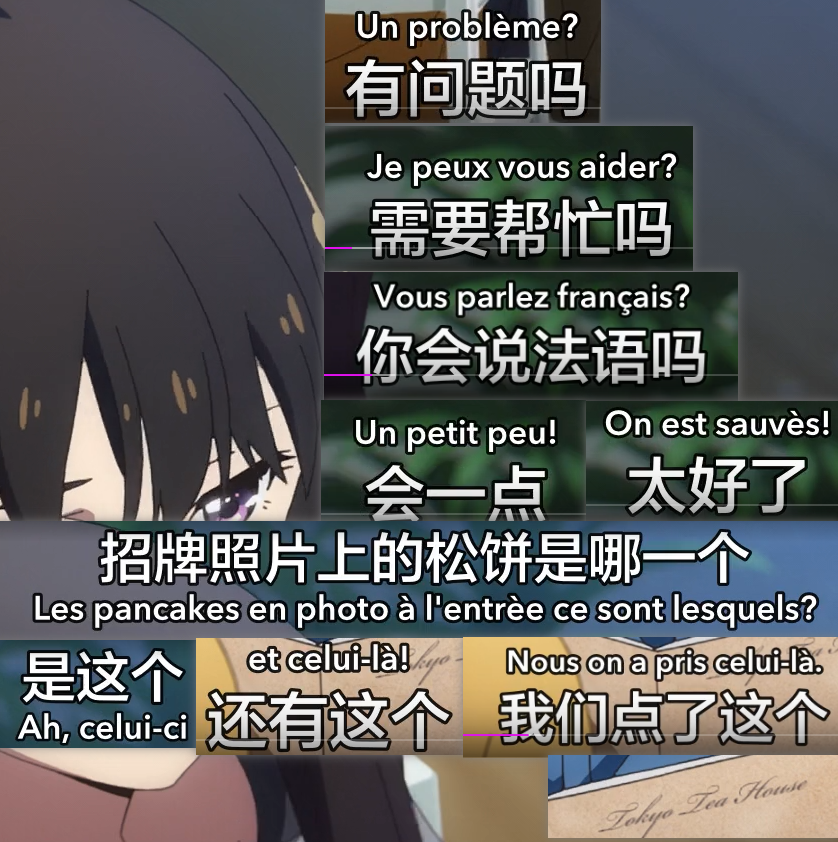 Un problème?
有问题吗
Je peux vous aider?
需要帮忙吗
Vous parlez français?
你会说法语吗
Un petit peu!
会一点
On est sauvès!
太好了
招牌照片上的松饼是哪一个
Les pancakes en photo à l'entrèe ce sont lesquels?
是这个
Ah, celui-ci
et celui-là!
还有这个
Nous on a pris celui-là.
我们点了这个
Tokyo Tea House